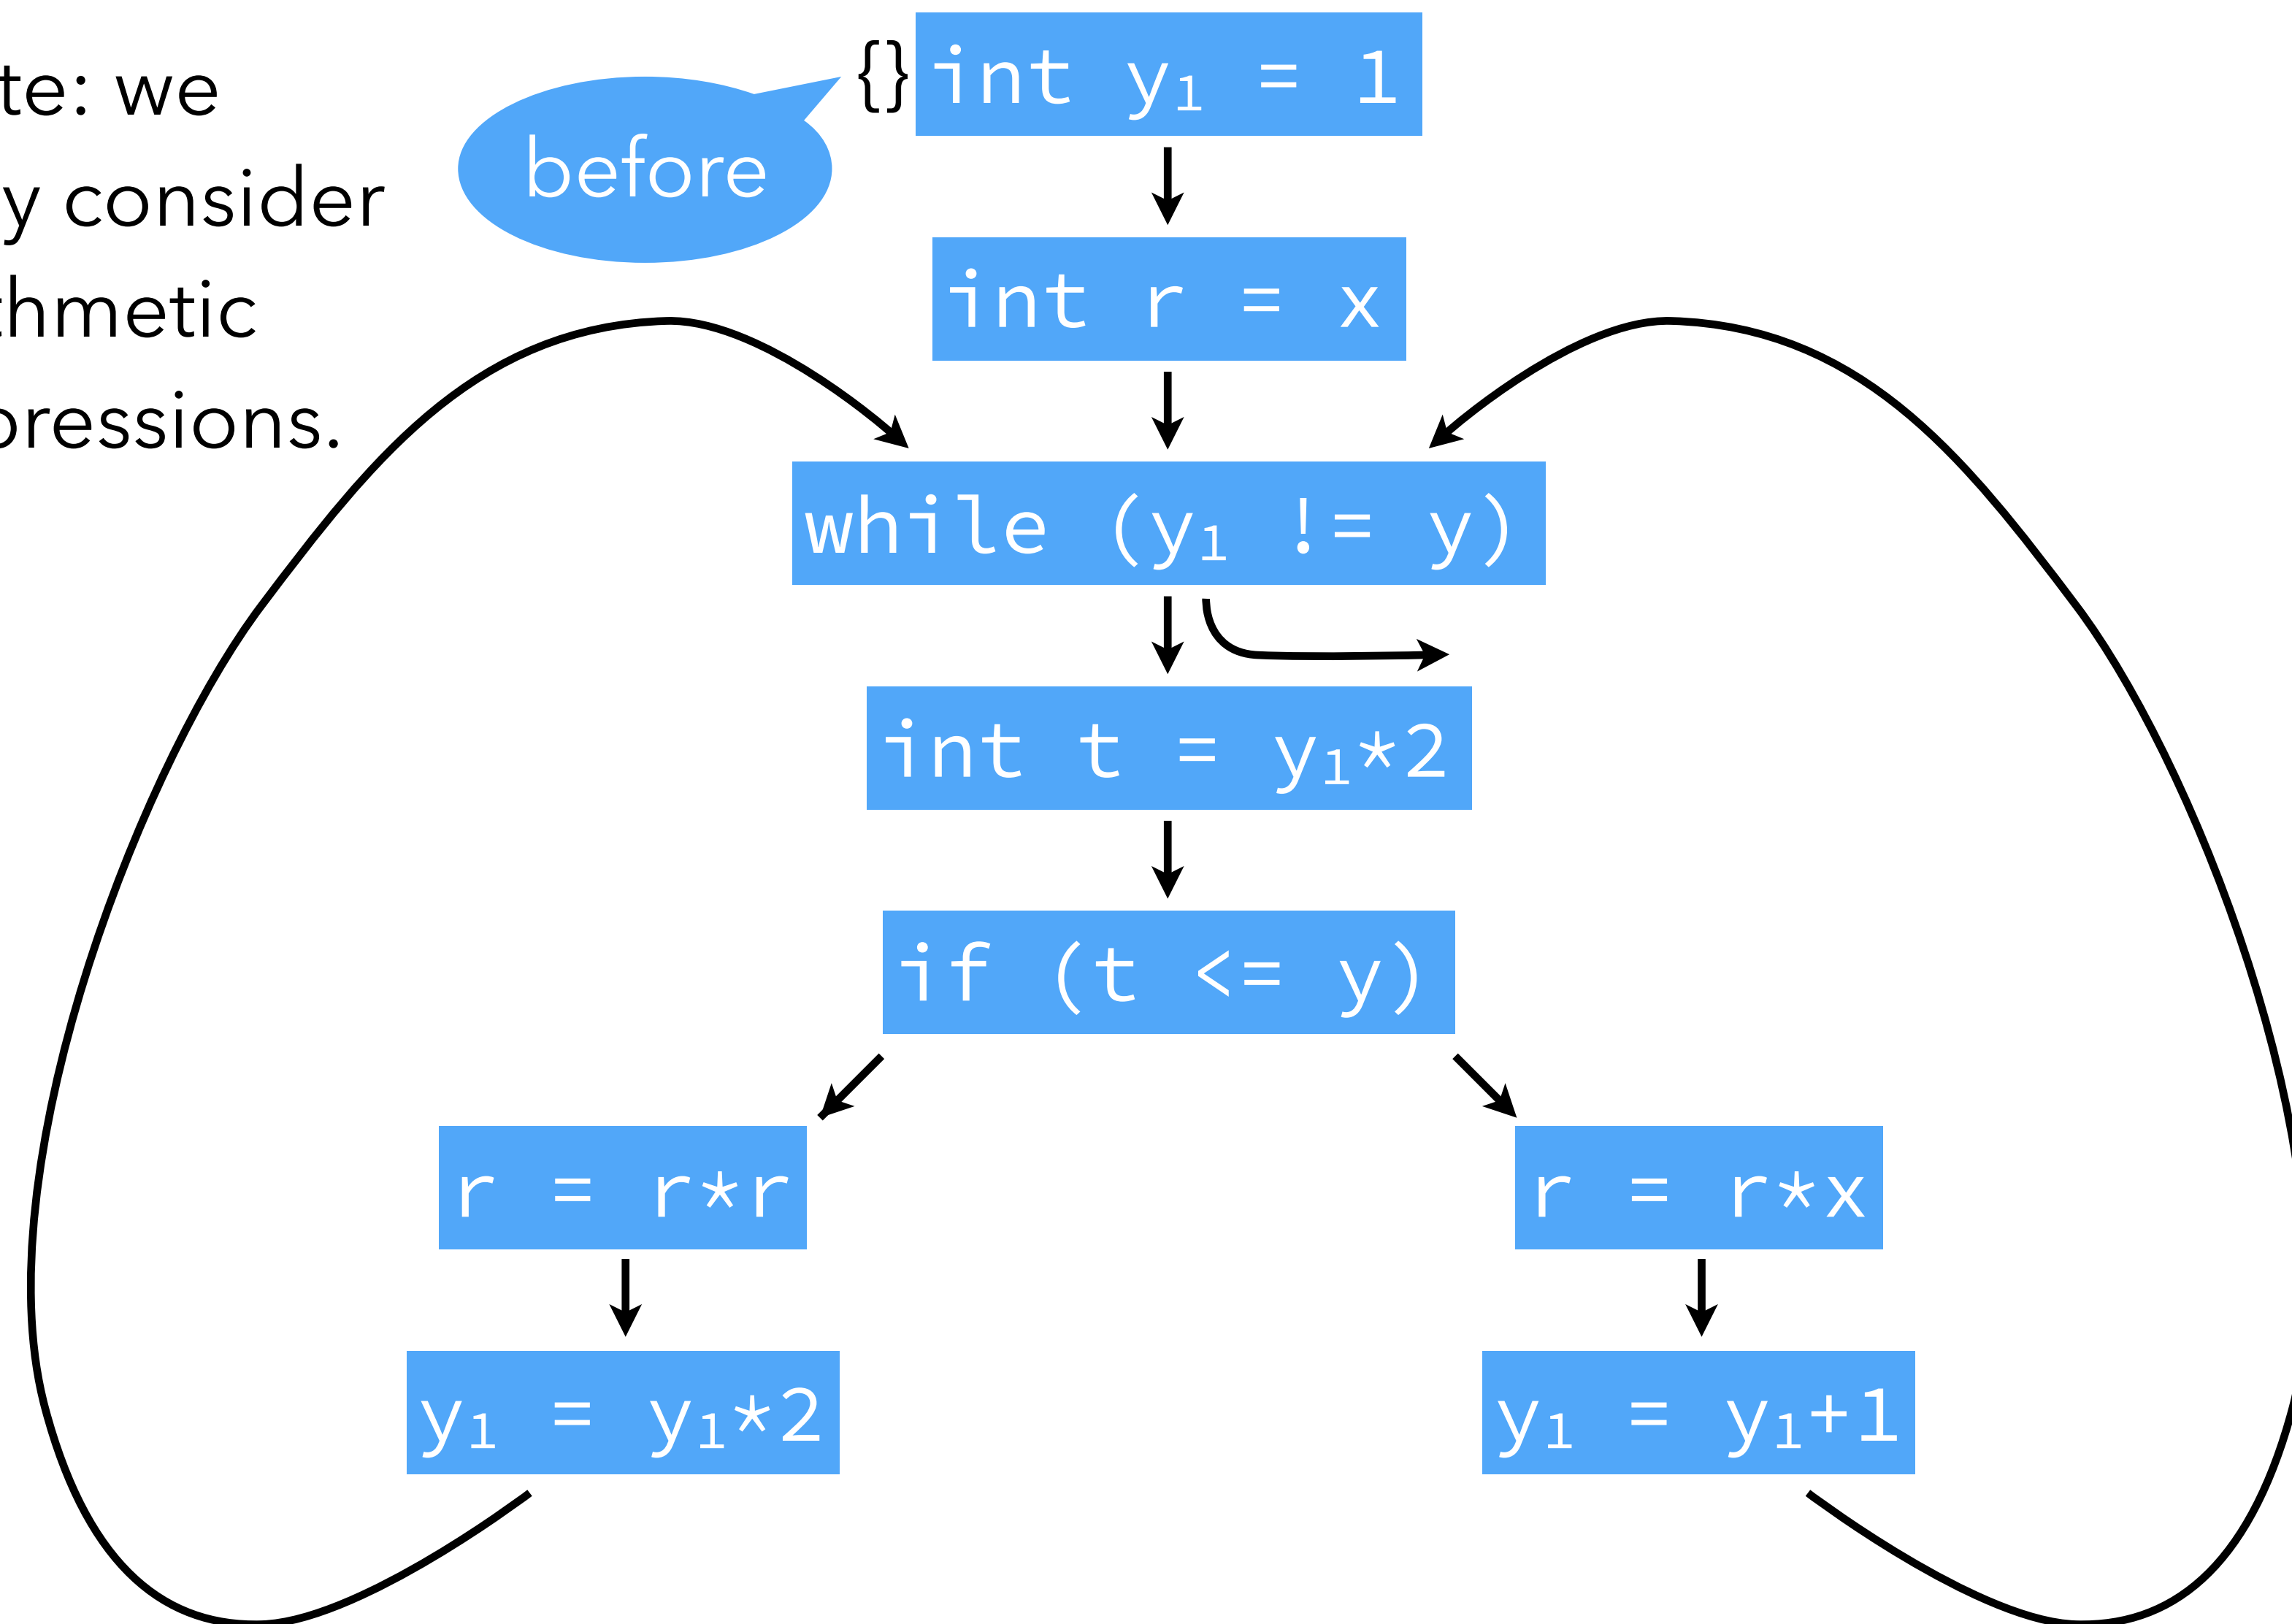 te: we
y consider
hmetic
pressions.
before
{}
int y₁ = 1
int r = x
while (y₁ != y)
int t = y₁*2
if (t <= y)
r = r*r
r = r*x
y₁ = y₁*2
y₁ = y₁+1